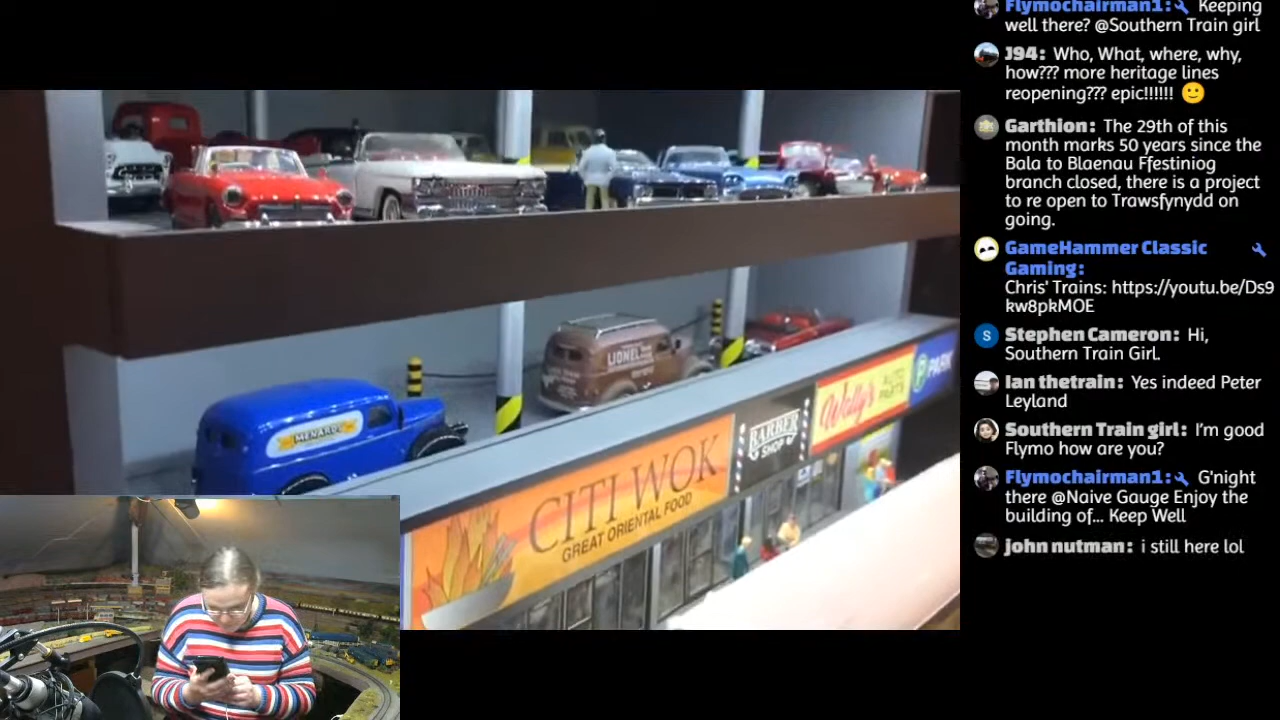 Flymochairman1: Keeping
well there? @Southern Train girl
J94: Who, What, where, why,
how??? more heritage lines
reopening??? epic!!!!!! 🙂
Garthion: The 29th of this
month marks 50 years since the
Bala to Blaenau Ffestiniog
branch closed, there is a project
to re open to Trawsfynydd on
going.
GameHammer Classic
Gaming:
Chris' Trains: https://youtu.be/Ds9
kw8pkMOE
S
Stephen Cameron: Hi,
Southern Train Girl.
Ian thetrain: Yes indeed Peter
Leyland
Southern Train girl: I'm good
Flymo how are you?
Flymochairman1: G'night
there @Naive Gauge Enjoy the
building of... Keep Well
john nutman: i still here lol
LIONEL
MENARDS
CITI WOK
GREAT ORIENTAL FOOD
BARBER
SHOP
Wally's
AUTO
PARTS
P PARK